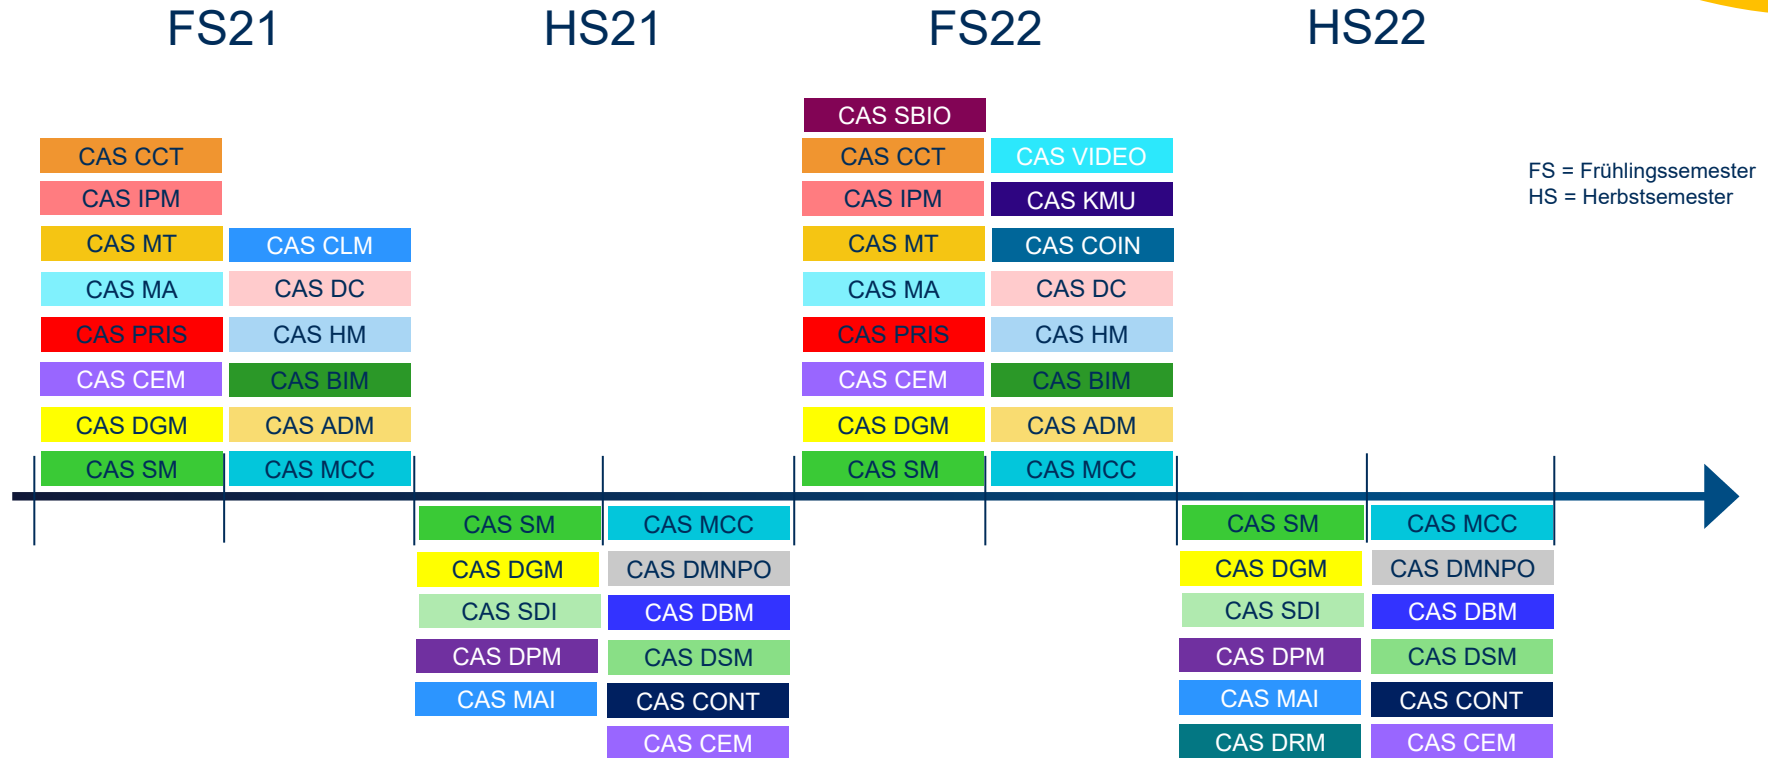 FS21
HS21
FS22
HS22
CAS CCT
CAS IPM
CAS MT
CAS MA
CAS PRIS
CAS CEM
CAS DGM
CAS SM
CAS CLM
CAS DC
CAS HM
CAS BIM
CAS ADM
CAS MCC
CAS SM
CAS DGM
CAS SDI
CAS DPM
CAS MAI
CAS MCC
CAS DMNPO
CAS DBM
CAS DSM
CAS CONT
CAS CEM
CAS SBIO
CAS CCT
CAS IPM
CAS MT
CAS MA
CAS PRIS
CAS CEM
CAS DGM
CAS SM
CAS VIDEO
CAS KMU
CAS COIN
CAS DC
CAS HM
CAS BIM
CAS ADM
CAS MCC
CAS SM
CAS DGM
CAS SDI
CAS DPM
CAS MAI
CAS DRM
CAS MCC
CAS DMNPO
CAS DBM
CAS DSM
CAS CONT
CAS CEM
FS = Frühlingssemester
HS = Herbstsemester